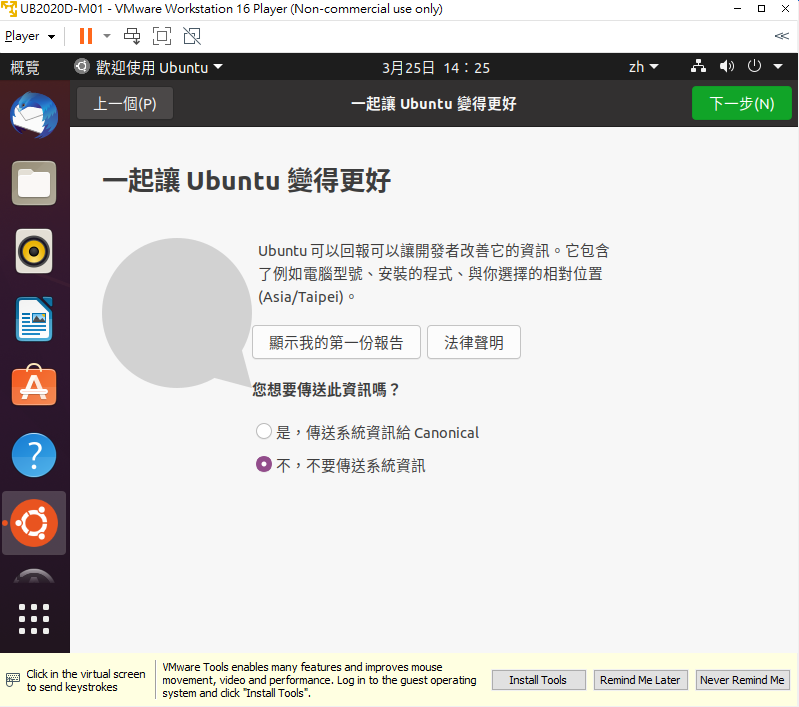 UB2020D-M01 - VMware Workstation 16 Player (Non-commercial use only)
Player
概覽
歡迎使用 Ubuntu
3月25日 14：25
zh
上一個(P)
一起讓 Ubuntu 變得更好
下一步(N)
一起讓 Ubuntu 變得更好
Ubuntu 可以回報可以讓開發者改善它的資訊。它包含
了例如電腦型號、安裝的程式、與你選擇的相對位置
(Asia/Taipei)。
顯示我的第一份報告
法律聲明
您想要傳送此資訊嗎？
是，傳送系統資訊給 Canonical
不，不要傳送系統資訊
Click in the virtual screen
to send keystrokes
VMware Tools enables many features and improves mouse
movement, video and performance. Log in to the guest operating
system and click "Install Tools".
Install Tools
Remind Me Later
Never Remind Me